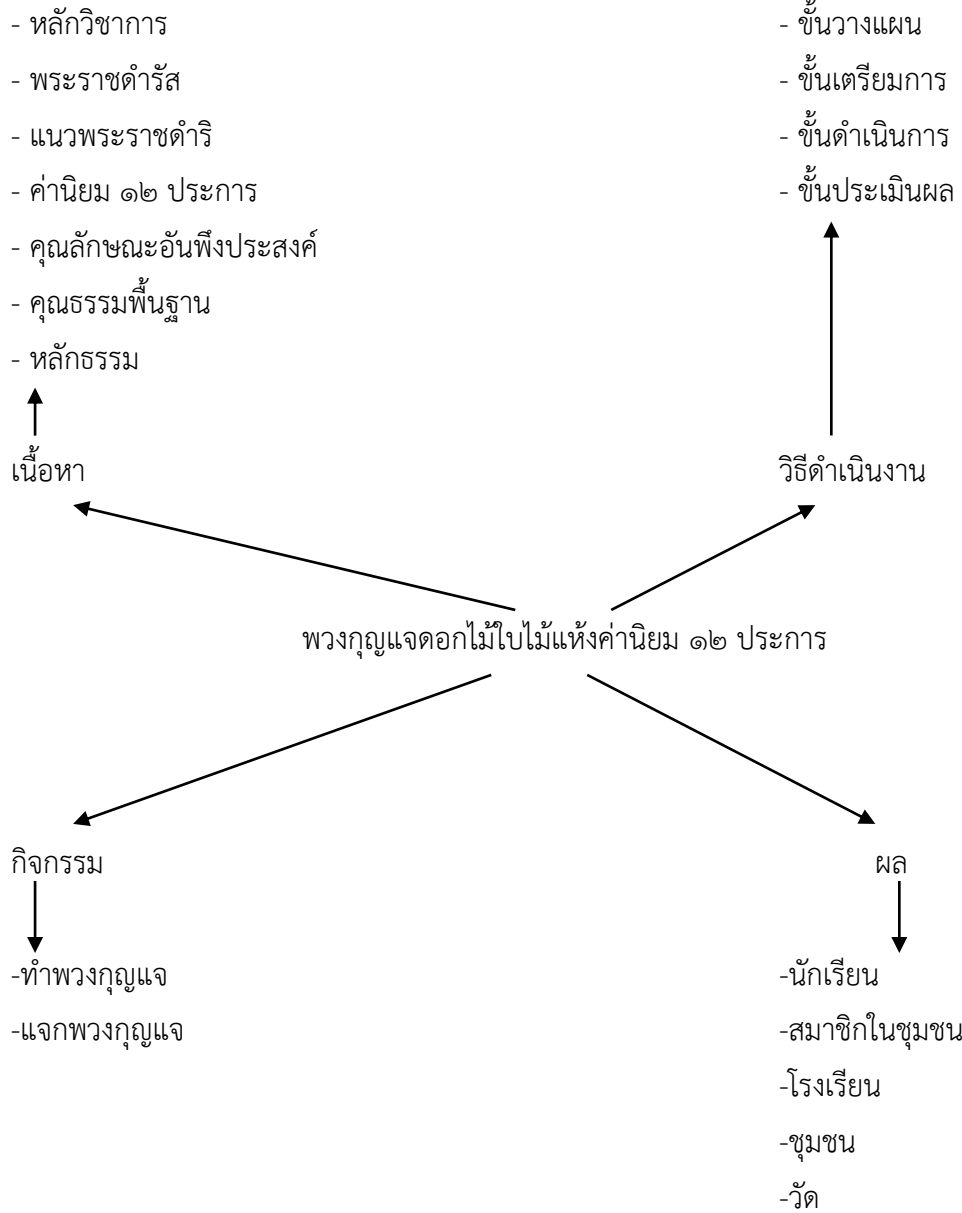 - หลักวิชาการ
- พระราชดำรัส
- แนวพระราชดำริ
- ค่านิยม ๑๒ ประการ
- คุณลักษณะอันพึงประสงค์
- คุณธรรมพื้นฐาน
- หลักธรรม
เนื้อหา
- ขั้นวางแผน
- ขั้นเตรียมการ
- ขั้นดำเนินการ
- ขั้นประเมินผล
วิธีดำเนินงาน
พวงกุญแจดอกไม้ใบไม้แห้งค่านิยม ๑๒ ประการ
กิจกรรม
-ทำพวงกุญแจ
-แจกพวงกุญแจ
ผล
-นักเรียน
-สมาชิกในชุมชน
-โรงเรียน
-ชุมชน
-วัด